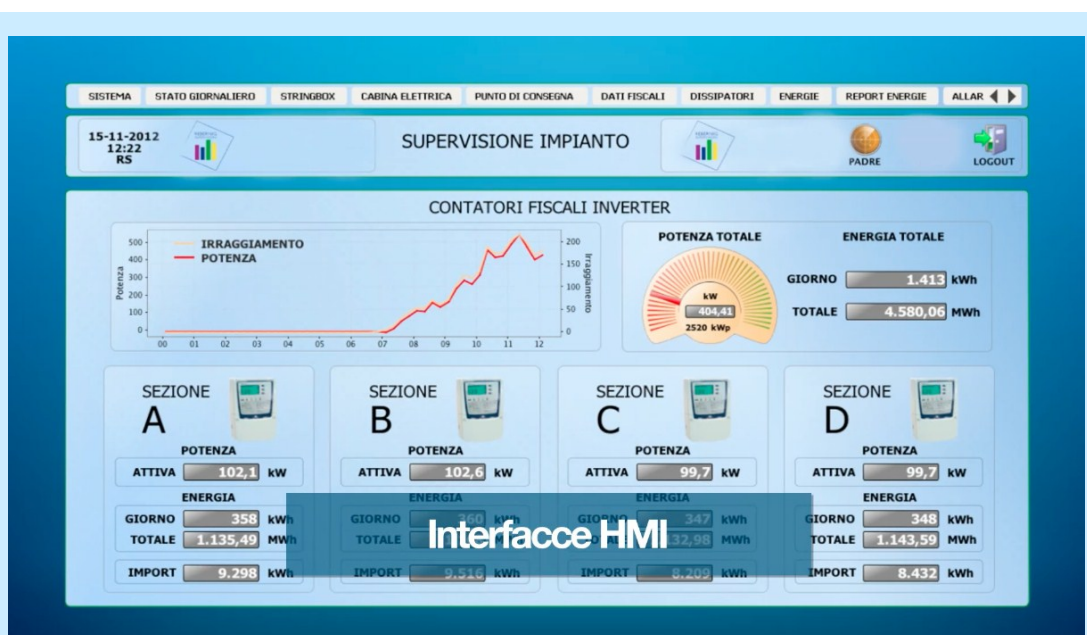 SISTEMA STATO GIORNALIERO STRINGBOX CABINA ELETTRICA PUNTO DI CONSEGNA DATI FISCALI DISSIPATORI ENERGIE REPORT ENERGIE ALLAR
15-11-2012
12:22
RS
SUPERVISIONE IMPIANTO
PADRE
LOGOUT
CONTATORI FISCALI INVERTER
IRRAGGIAMENTO
POTENZA
Potenza
500
400
300
200
100
0
200
150
100
50
0
Irraggiamento
00 01 02 03 04 05 06 07 08 09 10 11 12
POTENZA TOTALE
kW
404,41
2520 kWp
ENERGIA TOTALE
GIORNO 1.413 kWh
TOTALE 4.580,06 MWh
SEZIONE
A
POTENZA
ATTIVA 102,1 kW
ENERGIA
GIORNO 358 kWh
TOTALE 1.135,49 MWh
IMPORT 9.298 kWh
SEZIONE
B
POTENZA
ATTIVA 102,6 kW
ENERGIA
GIORNO 360 kWh
TOTALE MWh
IMPORT 9.516 kWh
SEZIONE
C
POTENZA
ATTIVA 99,7 kW
ENERGIA
GIORNO 347 kWh
MWh
IMPORT 8.209 kWh
SEZIONE
D
POTENZA
ATTIVA 99,7 kW
ENERGIA
GIORNO 348 kWh
TOTALE 1.143,59 MWh
IMPORT 8.432 kWh
Interfacce HMI